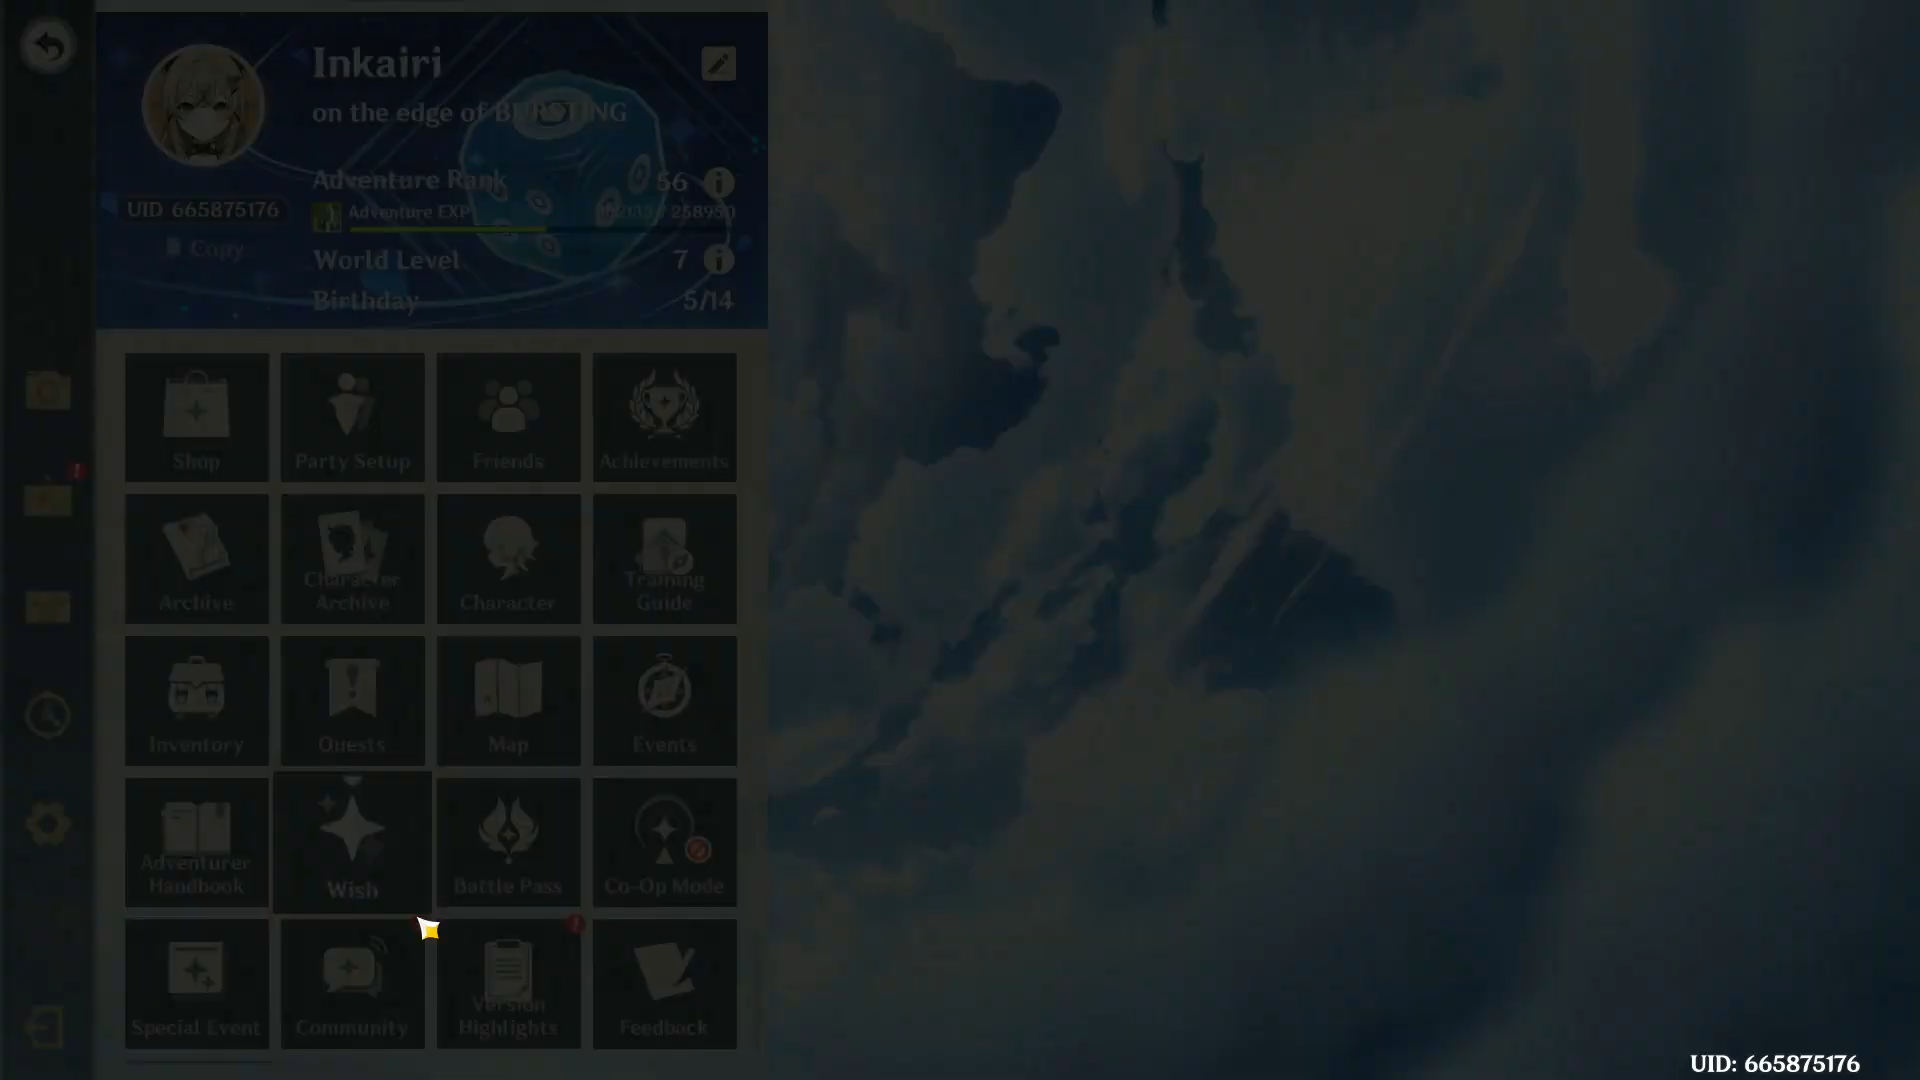 Inkairi
on the edge of BURSTING
Adventure Rank 56
UID 665875176
Adventure EXP 258950
Copy
World Level 7
Birthday 5/14
Shop Party Setup Friends Achievements
Archive Character Archive Character Training Guide
Inventory Quests Map Events
Adventurer Handbook Wish Battle Pass Co-Op Mode
Special Event Community Version Highlights Feedback
UID: 665875176